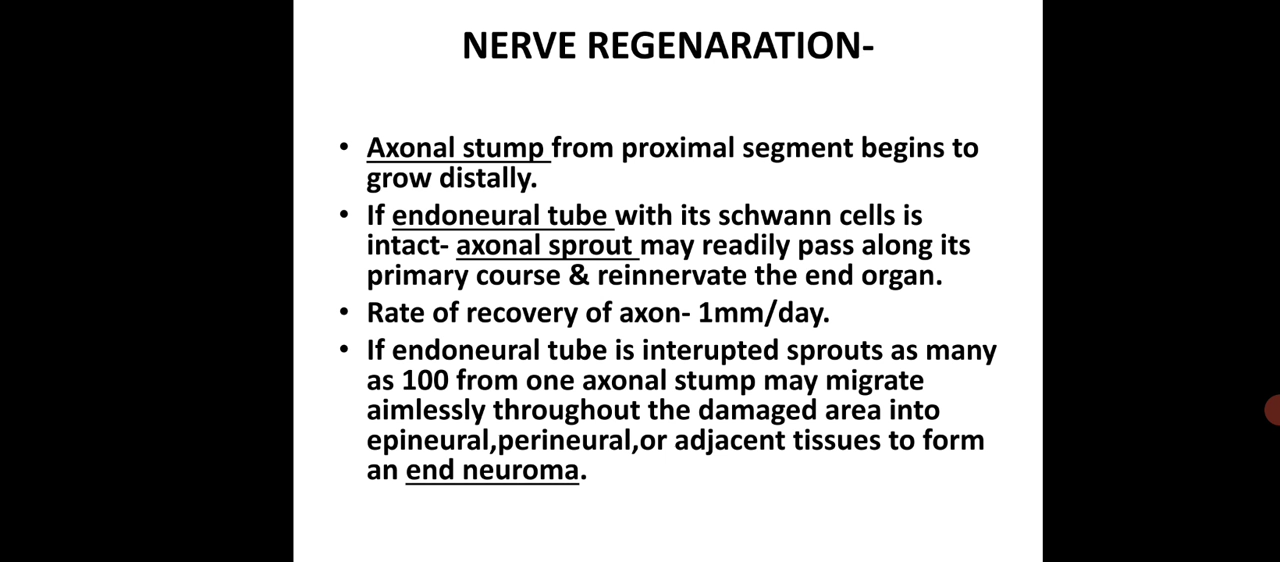 NERVE REGENARATION-
• Axonal stump from proximal segment begins to
grow distally.
• If endoneural tube with its schwann cells is
intact- axonal sprout may readily pass along its
primary course & reinnervate the end organ.
• Rate of recovery of axon- 1mm/day.
• If endoneural tube is interupted sprouts as many
as 100 from one axonal stump may migrate
aimlessly throughout the damaged area into
epineural,perineural,or adjacent tissues to form
an end neuroma.